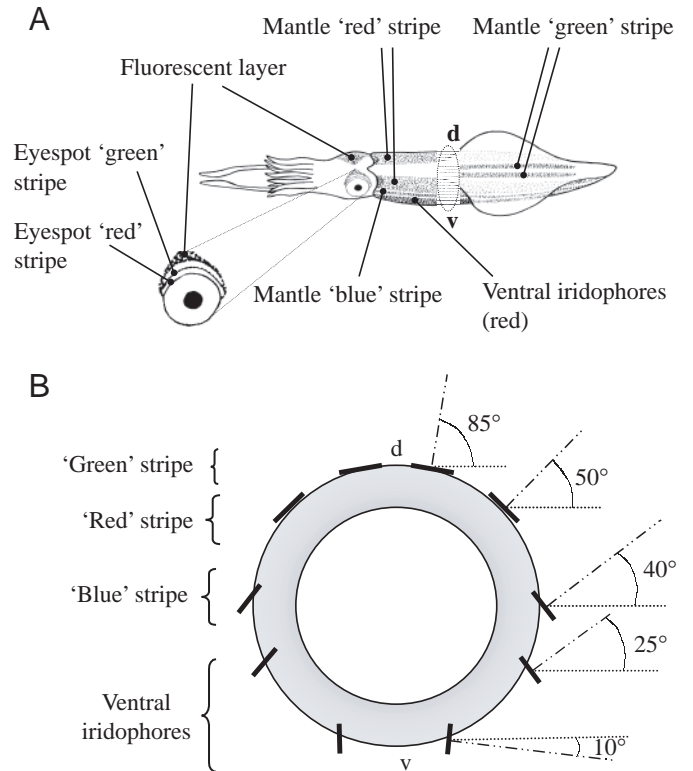 A
Mantle ‘red’ stripe
Mantle ‘green’ stripe
Fluorescent layer
d
Eyespot ‘green’
stripe
Eyespot ‘red’
stripe
v
Mantle ‘blue’ stripe
Ventral iridophores
(red)
B
85°
d
‘Green’ stripe
50°
‘Red’ stripe
40°
‘Blue’ stripe
25°
Ventral
iridophores
10°
v